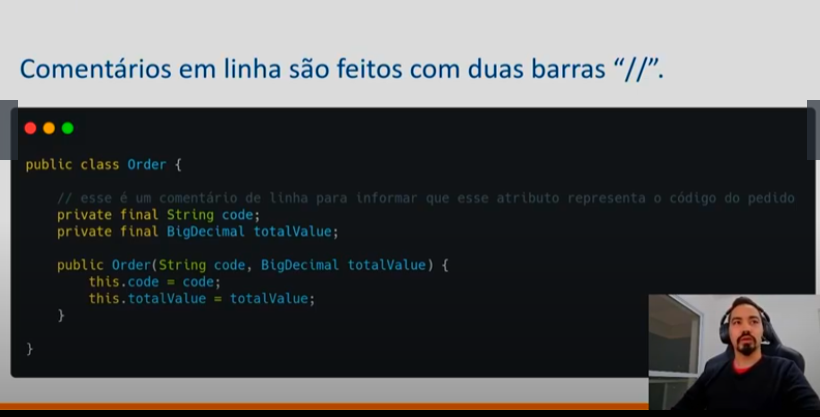 Comentários em linha são feitos com duas barras “//”.
public class Order {
// esse é um comentário de linha para informar que esse atributo representa o código do pedido
private final String code;
private final BigDecimal totalValue;
public Order(String code, BigDecimal totalValue) {
this.code = code;
this.totalValue = totalValue;
}
}